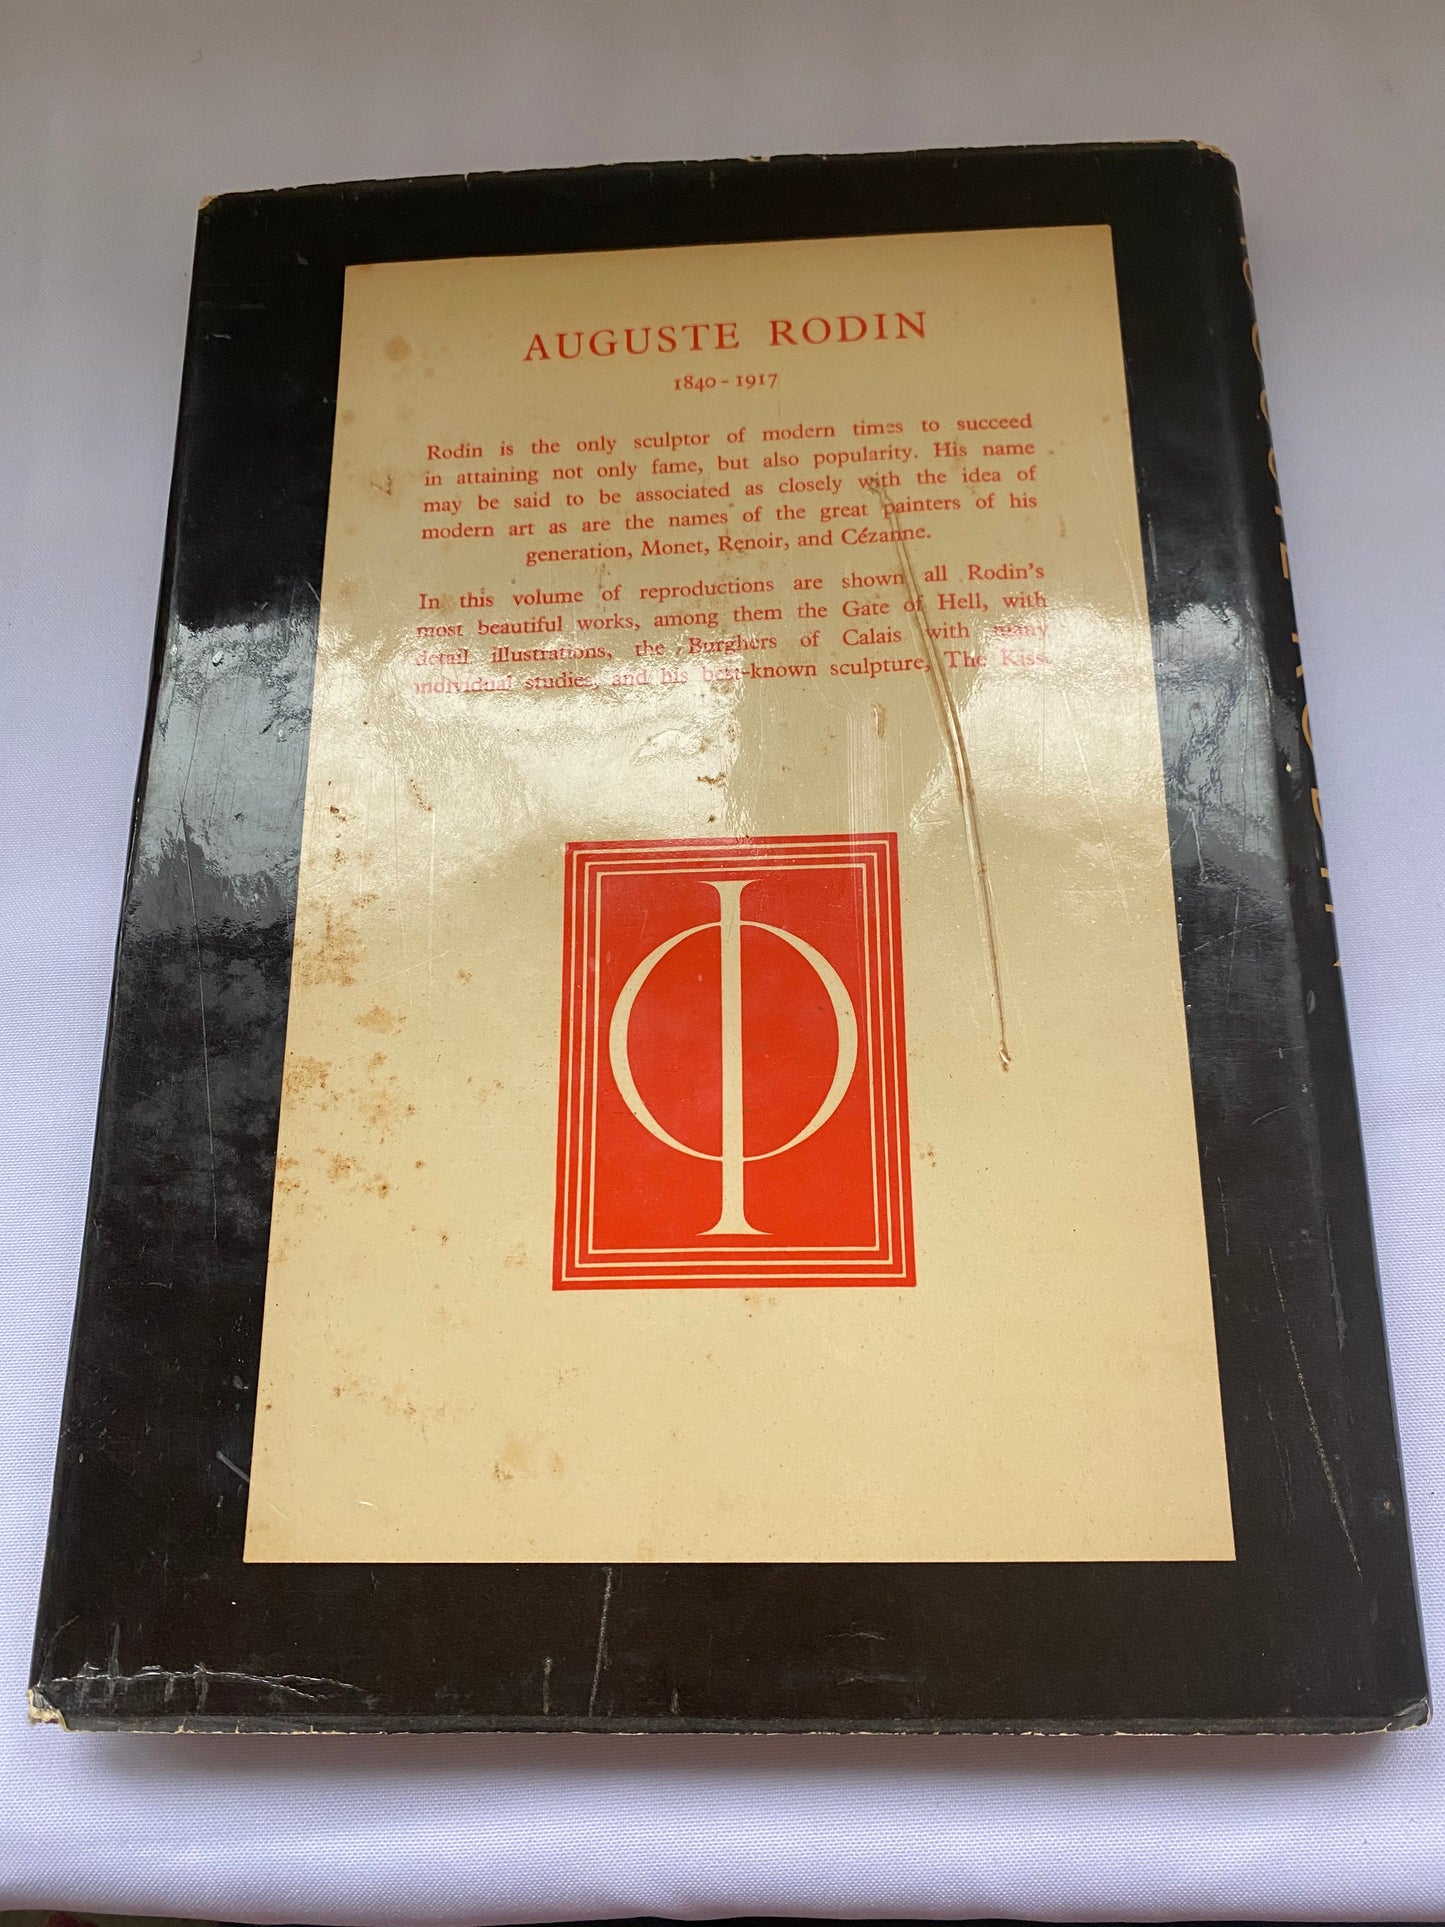 AUGUSTE RODIN
1840 - 1917
Rodin is the only sculptor of modern times to succeed
in attaining not only fame, but also popularity. His name
may be said to be associated as closely with the idea of
modern art as are the names of the great painters of his
generation, Monet, Renoir, and Cézanne.
In this volume of reproductions are shown all Rodin's
most beautiful works, among them the Gate of Hell, with
detail illustrations, the Burghers of Calais with many
individual studies, and his best-known sculpture, The Kiss.
Φ
AUGUSTE RODIN